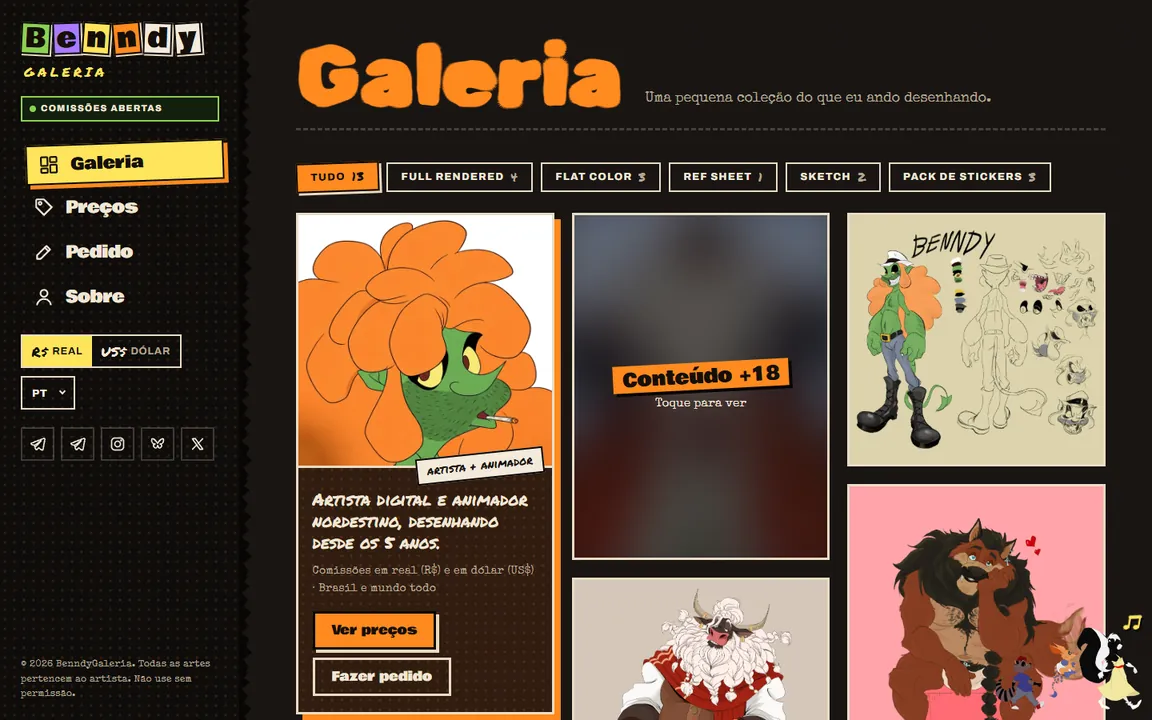 Benndy
GALERIA
COMISSÕES ABERTAS
Galeria
Preços
Pedido
Sobre
R$ REAL US$ DÓLAR
PT
© 2026 BenndyGaleria. Todas as artes
pertencem ao artista. Não use sem
permissão.
Galeria
Uma pequena coleção do que eu ando desenhando.
TUDO 13 FULL RENDERED 4 FLAT COLOR 3 REF SHEET 1 SKETCH 2 PACK DE STICKERS 3
ARTISTA + ANIMADOR
ARTISTA DIGITAL E ANIMADOR
NORDESTINO, DESENHANDO
DESDE OS 5 ANOS.
Comissões em real (R$) e em dólar (US$)
· Brasil e mundo todo
Ver preços
Fazer pedido
Conteúdo +18
Toque para ver
BENNDY